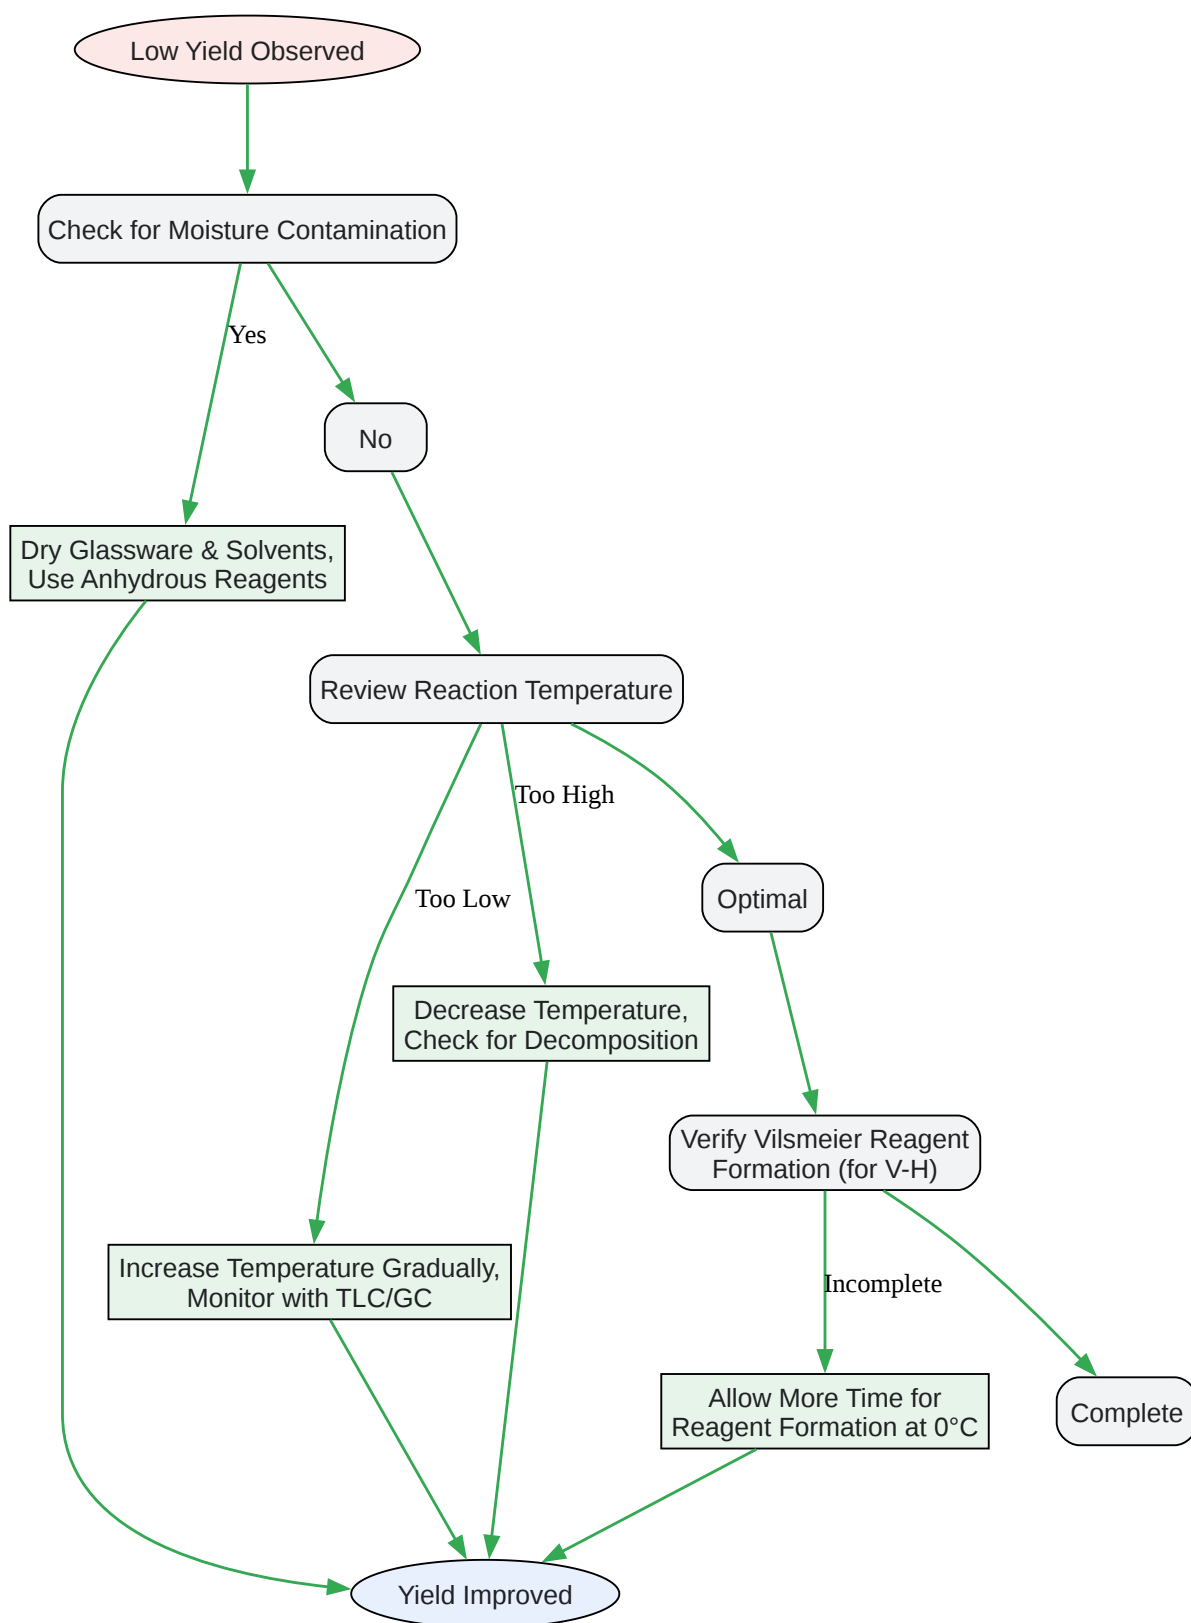 Low Yield Observed
Check for Moisture Contamination
Yes
No
Dry Glassware & Solvents,
Use Anhydrous Reagents
Review Reaction Temperature
Too High
Too Low
Optimal
Decrease Temperature,
Check for Decomposition
Verify Vilsmeier Reagent
Formation (for V-H)
Increase Temperature Gradually,
Monitor with TLC/GC
Incomplete
Allow More Time for
Reagent Formation at 0°C
Complete
Yield Improved